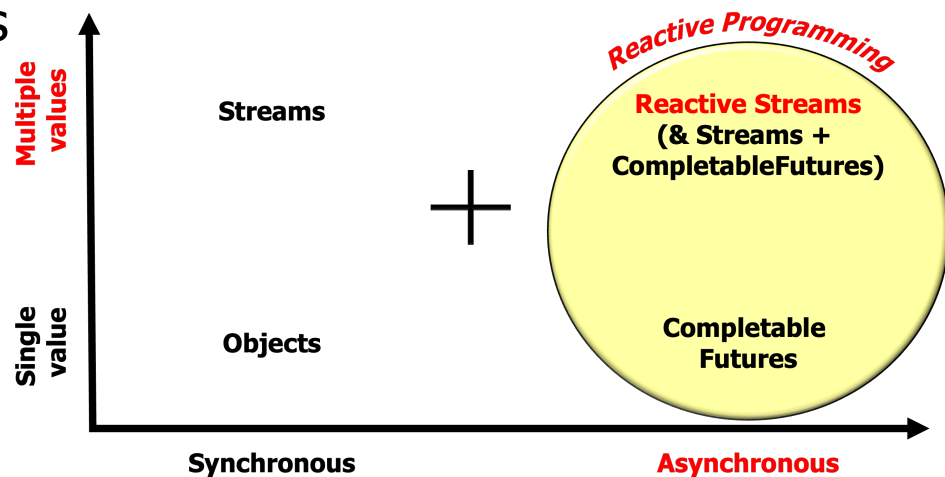 s
Reactive Programming
Multiple
values
Streams
Reactive Streams
(& Streams +
CompletableFutures)
Single
value
Objects
Completable
Futures
Synchronous
Asynchronous